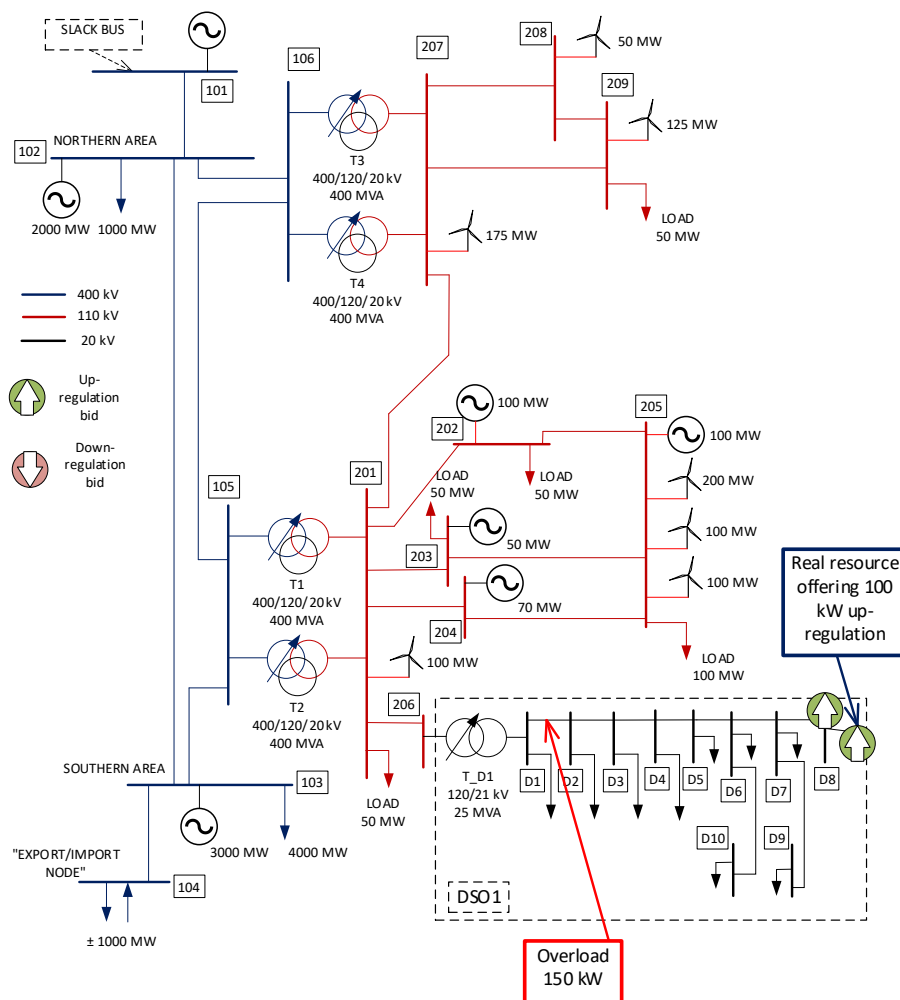 SLACK BUS
101
106
207
208
50 MW
209
125 MW
NORTHERN AREA
102
2000 MW
1000 MW
T3
400/120/20 kV
400 MVA
T4
400/120/20 kV
400 MVA
175 MW
LOAD
50 MW
400 kV
110 kV
20 kV
Up-
regulation
bid
Down-
regulation
bid
105
201
202
100 MW
205
100 MW
LOAD
50 MW
LOAD
50 MW
200 MW
203
50 MW
100 MW
T1
400/120/20 kV
400 MVA
204
70 MW
100 MW
Real resource
offering 100
kW up-
regulation
T2
400/120/20 kV
400 MVA
100 MW
LOAD
100 MW
206
T_D1
120/21 kV
25 MVA
D1
D2
D3
D4
D5
D6
D7
D8
D10
D9
DSO1
SOUTHERN AREA
103
3000 MW
4000 MW
LOAD
50 MW
"EXPORT/IMPORT
NODE"
104
± 1000 MW
Overload
150 kW